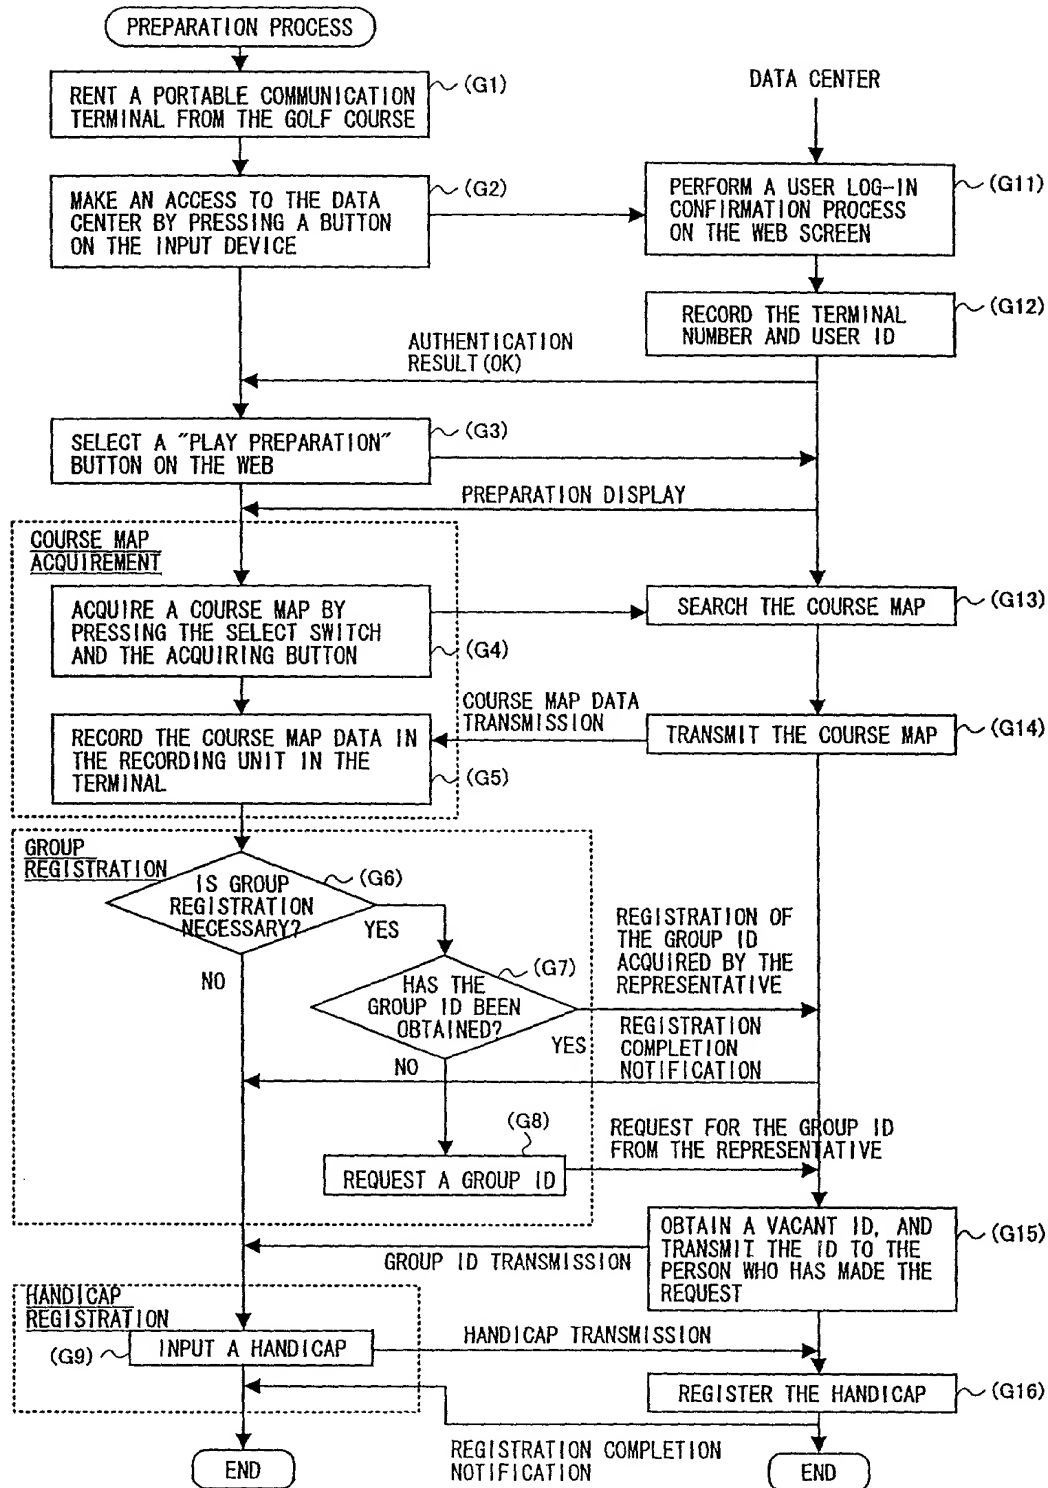 PREPARATION PROCESS
(G1)
RENT A PORTABLE COMMUNICATION
TERMINAL FROM THE GOLF COURSE
DATA CENTER
(G2)
MAKE AN ACCESS TO THE DATA
CENTER BY PRESSING A BUTTON
ON THE INPUT DEVICE
(G11)
PERFORM A USER LOG-IN
CONFIRMATION PROCESS
ON THE WEB SCREEN
(G12)
RECORD THE TERMINAL
NUMBER AND USER ID
AUTHENTICATION
RESULT(OK)
(G3)
SELECT A "PLAY PREPARATION"
BUTTON ON THE WEB
PREPARATION DISPLAY
COURSE MAP
ACQUIREMENT
ACQUIRE A COURSE MAP BY
PRESSING THE SELECT SWITCH
AND THE ACQUIRING BUTTON
(G4)
SEARCH THE COURSE MAP
(G13)
COURSE MAP DATA
TRANSMISSION
RECORD THE COURSE MAP DATA IN
THE RECORDING UNIT IN THE
TERMINAL
(G5)
TRANSMIT THE COURSE MAP
(G14)
GROUP
REGISTRATION
(G6)
IS GROUP
REGISTRATION
NECESSARY?
YES
NO
(G7)
HAS THE
GROUP ID BEEN
OBTAINED?
YES
NO
REGISTRATION OF
THE GROUP ID
ACQUIRED BY THE
REPRESENTATIVE
REGISTRATION
COMPLETION
NOTIFICATION
(G8)
REQUEST A GROUP ID
REQUEST FOR THE GROUP ID
FROM THE REPRESENTATIVE
OBTAIN A VACANT ID, AND
TRANSMIT THE ID TO THE
PERSON WHO HAS MADE THE
REQUEST
(G15)
GROUP ID TRANSMISSION
HANDICAP
REGISTRATION
(G9)
INPUT A HANDICAP
HANDICAP TRANSMISSION
REGISTER THE HANDICAP
(G16)
REGISTRATION COMPLETION
NOTIFICATION
END
END